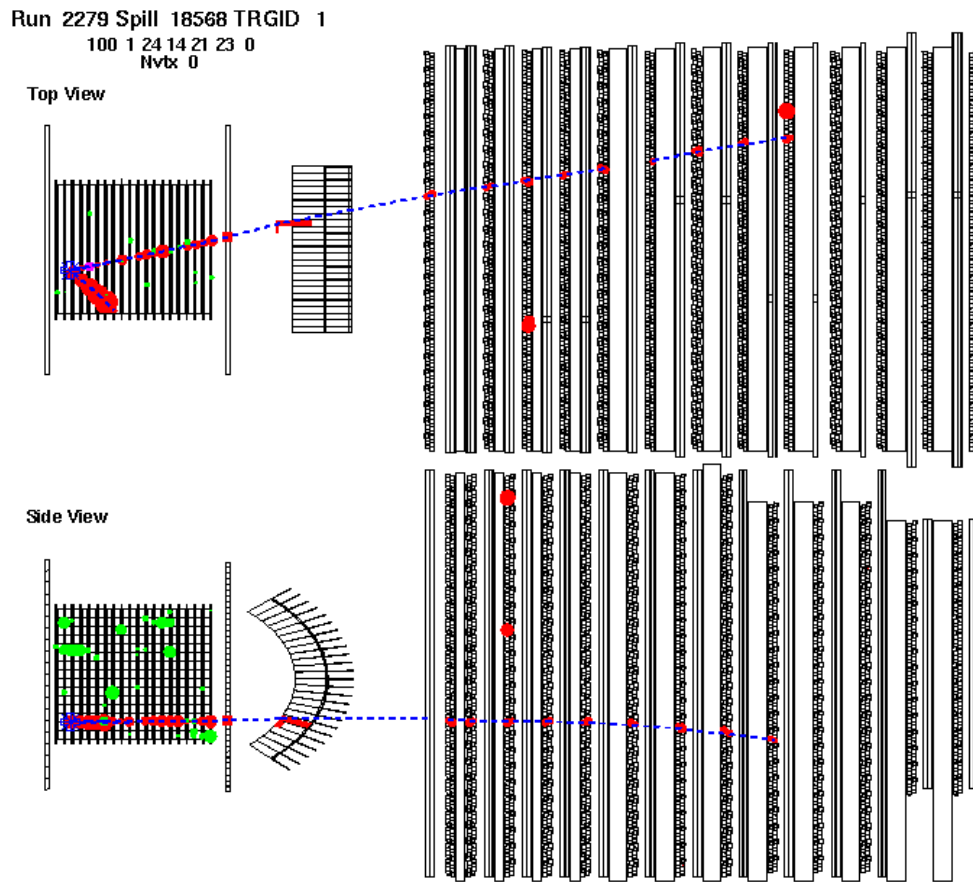 Run 2279 Spill 18568 TRGID 1
100 1 24 14 21 23 0
Nvtx 0
Top View
Side View